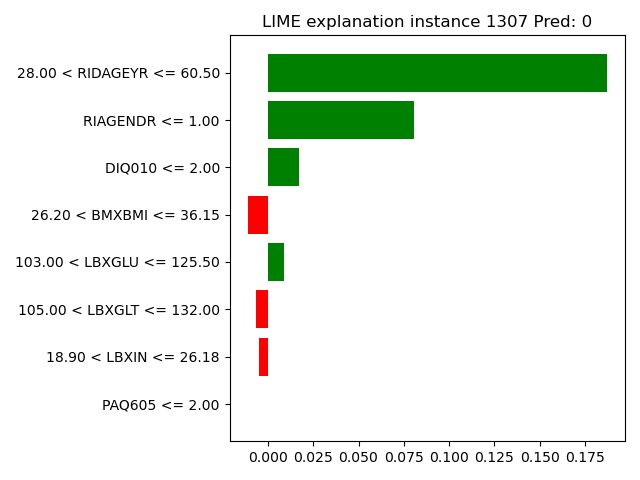 LIME explanation instance 1307 Pred: 0
28.00 < RIDAGEYR <= 60.50
RIAGENDR <= 1.00
DIQ010 <= 2.00
26.20 < BMXBMI <= 36.15
103.00 < LBXGLU <= 125.50
105.00 < LBXGLT <= 132.00
18.90 < LBXIN <= 26.18
PAQ605 <= 2.00
0.000 0.025 0.050 0.075 0.100 0.125 0.150 0.175